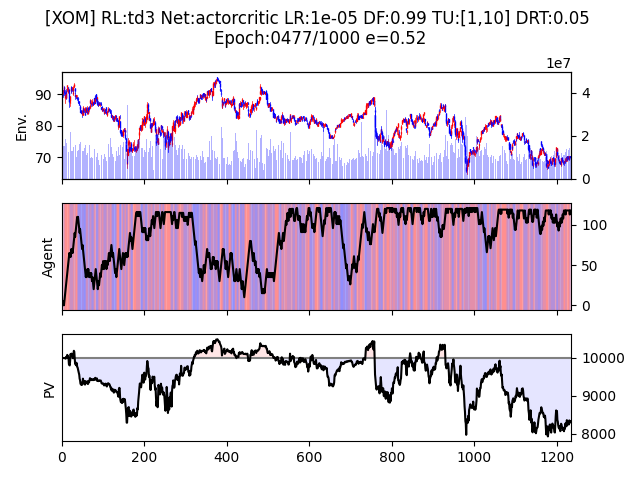 [XOM] RL:td3 Net:actorcritic LR:1e-05 DF:0.99 TU:[1,10] DRT:0.05
Epoch:0477/1000 e=0.52
1e7
Env.
90
80
70
4
2
0
Agent
100
50
0
PV
10000
9000
8000
0 200 400 600 800 1000 1200